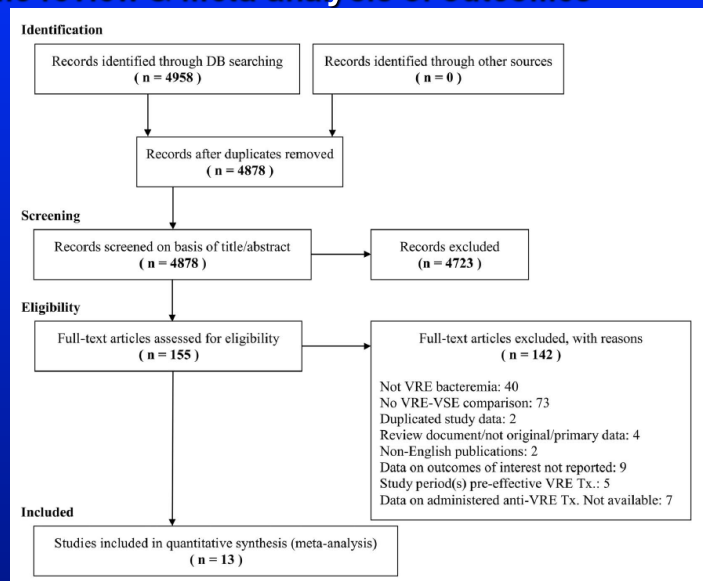 Identification
Records identified through DB searching
( n = 4958 )
Records identified through other sources
( n = 0 )
Records after duplicates removed
( n = 4878 )
Screening
Records screened on basis of title/abstract
( n = 4878 )
Records excluded
(n = 4723 )
Eligibility
Full-text articles assessed for eligibility
( n = 155 )
Full-text articles excluded, with reasons
( n = 142 )
Not VRE bacteremia: 40
No VRE-VSE comparison: 73
Duplicated study data: 2
Review document/not original/primary data: 4
Non-English publications: 2
Data on outcomes of interest not reported: 9
Study period(s) pre-effective VRE Tx.: 5
Data on administered anti-VRE Tx. Not available: 7
Included
Studies included in quantitative synthesis (meta-analysis)
( n = 13 )